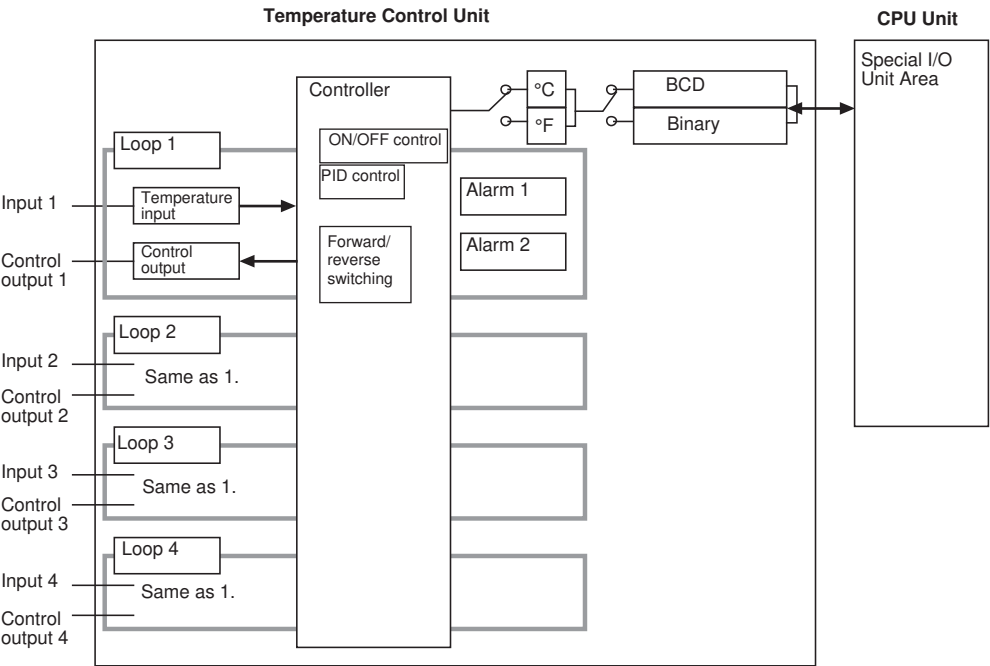 Temperature Control Unit
CPU Unit
Special I/O
Unit Area
Controller
°C
°F
BCD
Binary
ON/OFF control
PID control
Forward/
reverse
switching
Loop 1
Input 1
Temperature
input
Control
output 1
Control
output
Alarm 1
Alarm 2
Loop 2
Input 2
Same as 1.
Control
output 2
Loop 3
Input 3
Same as 1.
Control
output 3
Loop 4
Input 4
Same as 1.
Control
output 4